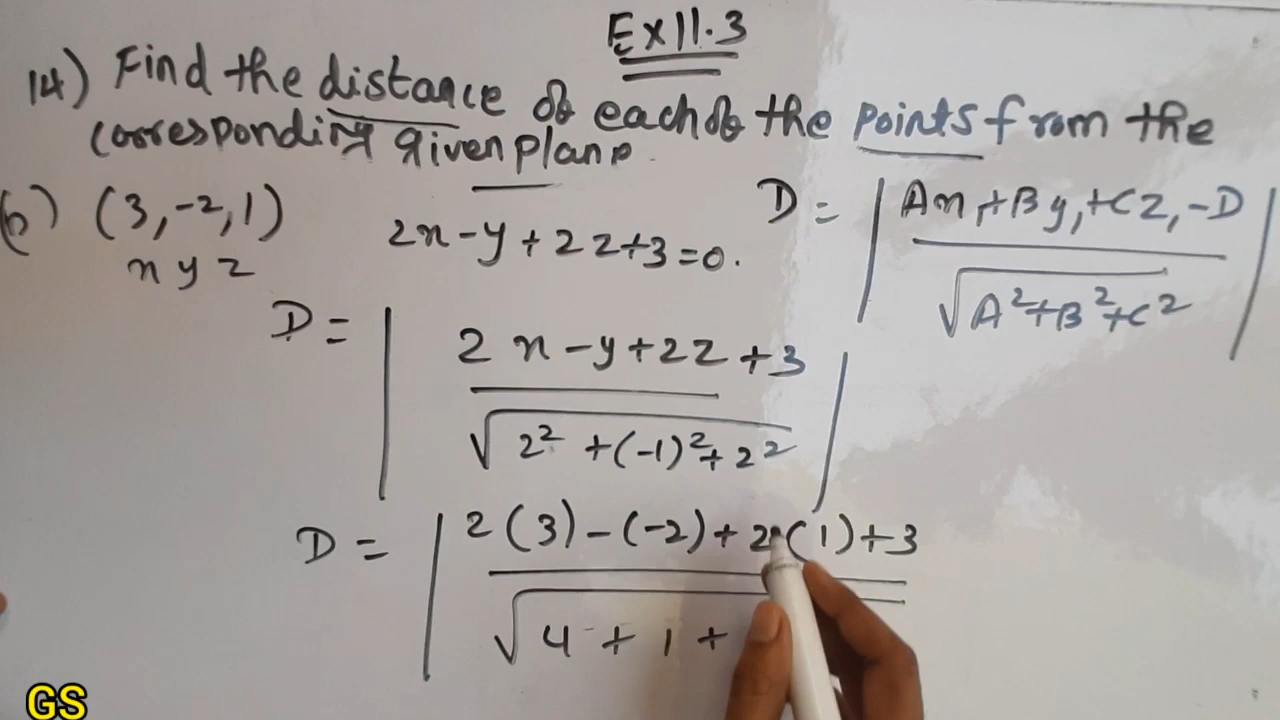 Ex 11.3
14) Find the distance of each of the points from the
corresponding given plane.
b) (3,-2,1)
x y z
2x-y+2z+3=0.
D = | Ax₁+By₁+Cz₁-D / √A²+B²+C² |
D = | 2x-y+2z+3 / √2²+(-1)²+2² |
D = | 2(3)-(-2)+2(1)+3
√4+1+
GS